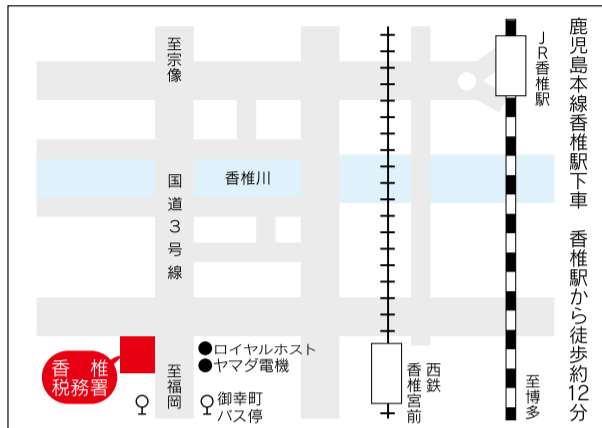 鹿児島本線香椎駅下車 香椎駅から徒歩約12分
JR香椎駅
至宗像
香椎川
国道3号線
●ロイヤルホスト
●ヤマダ電機
香椎
税務署
至福岡
御幸町
バス停
西鉄
香椎宮前
至博多